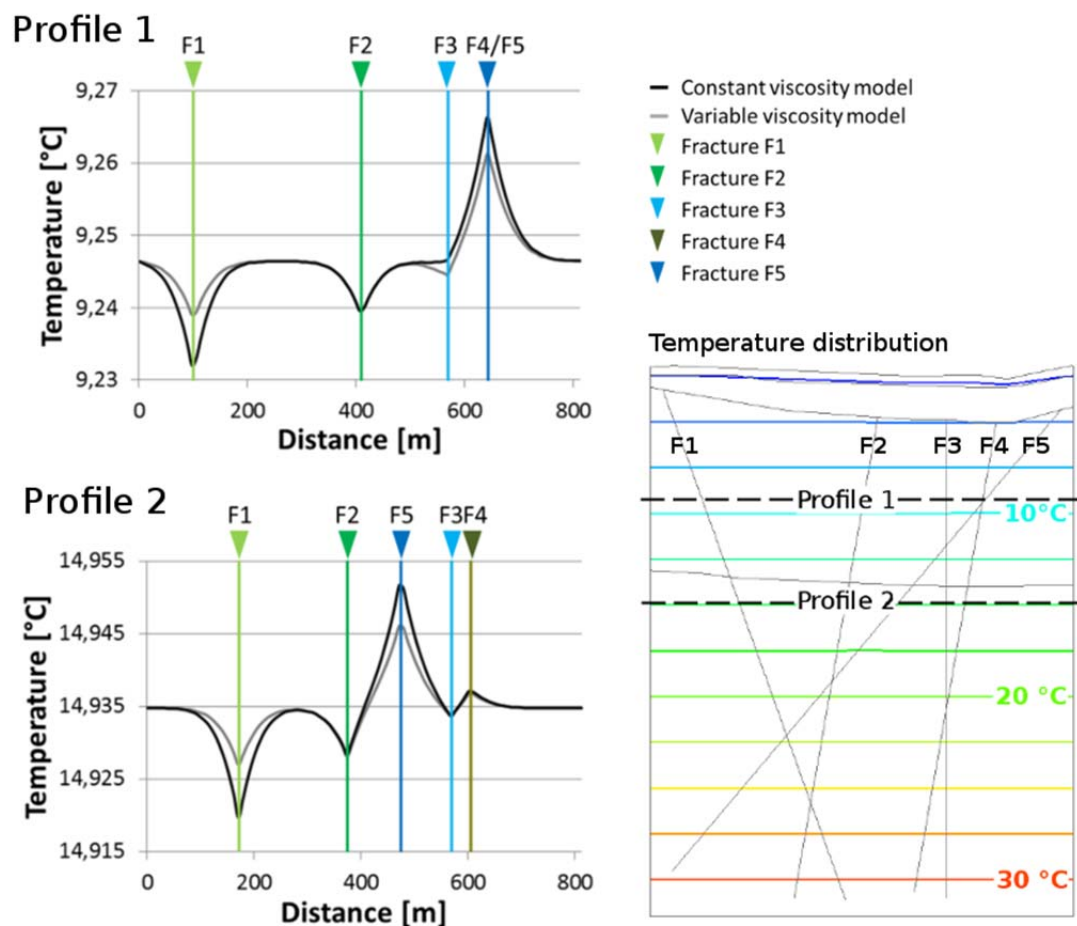 Profile 1
F1 F2 F3 F4/F5
9,27
9,26
9,25
9,24
9,23
Temperature [°C]
0 200 400 600 800
Distance [m]
Constant viscosity model
Variable viscosity model
Fracture F1
Fracture F2
Fracture F3
Fracture F4
Fracture F5
Profile 2
F1 F2 F5 F3 F4
14,955
14,945
14,935
14,925
14,915
Temperature [°C]
0 200 400 600 800
Distance [m]
Temperature distribution
F1 F2 F3 F4 F5
Profile 1
10°C
Profile 2
20 °C
30 °C